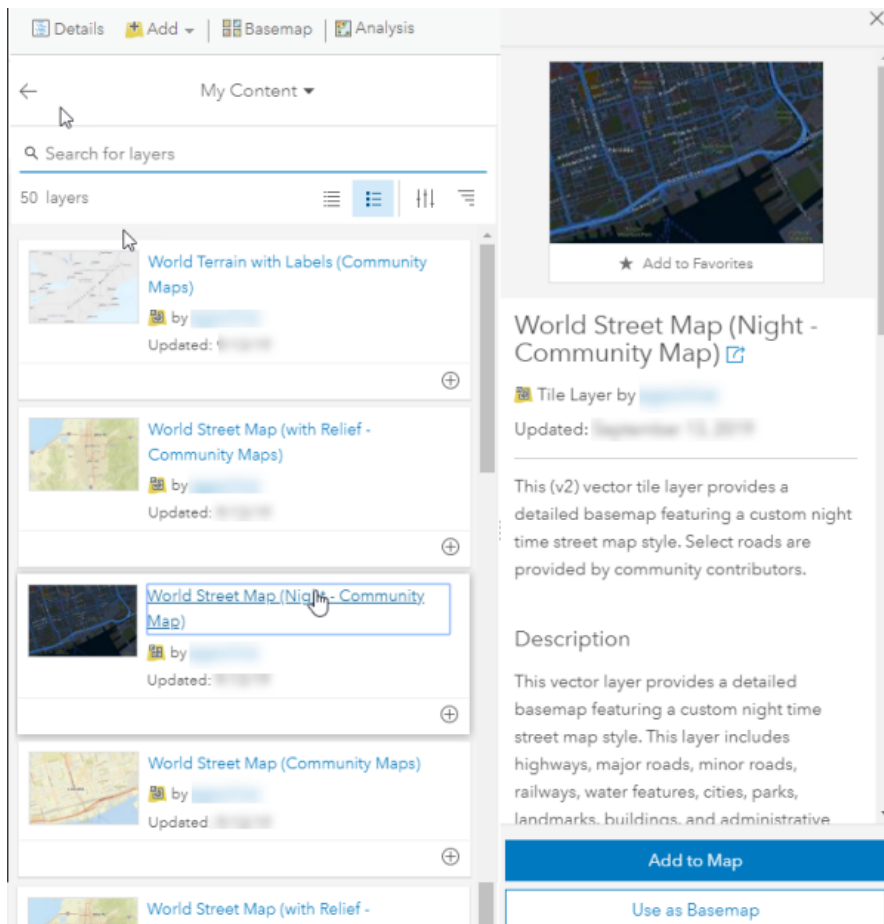 Details
Add
Basemap
Analysis
My Content
Search for layers
50 layers
World Terrain with Labels (Community
Maps)
by
Updated:
World Street Map (with Relief -
Community Maps)
by
Updated:
World Street Map (Night - Community
Map)
by
Updated:
World Street Map (Community Maps)
by
Updated
World Street Map (with Relief -
Add to Favorites
World Street Map (Night -
Community Map)
Tile Layer by
Updated:
This (v2) vector tile layer provides a
detailed basemap featuring a custom night
time street map style. Select roads are
provided by community contributors.
Description
This vector layer provides a detailed
basemap featuring a custom night time
street map style. This layer includes
highways, major roads, minor roads,
railways, water features, cities, parks,
landmarks, buildings, and administrative
Add to Map
Use as Basemap